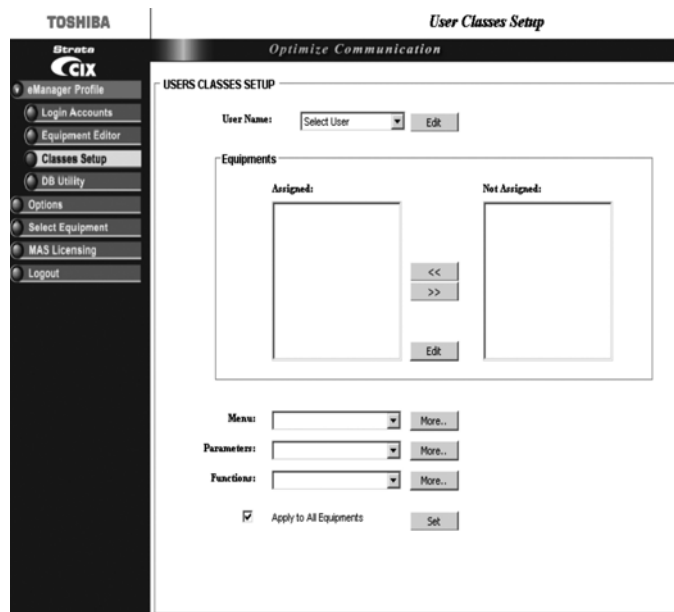 TOSHIBA
User Classes Setup
Strata
CIX
Optimize Communication
eManager Profile
Login Accounts
Equipment Editor
Classes Setup
DB Utility
Options
Select Equipment
MAS Licensing
Logout
USERS CLASSES SETUP
User Name: Select User Edit
Equipments
Assigned: Not Assigned:
<<
>>
Edit
Menu: More..
Parameters: More..
Functions: More..
Apply to All Equipments Set